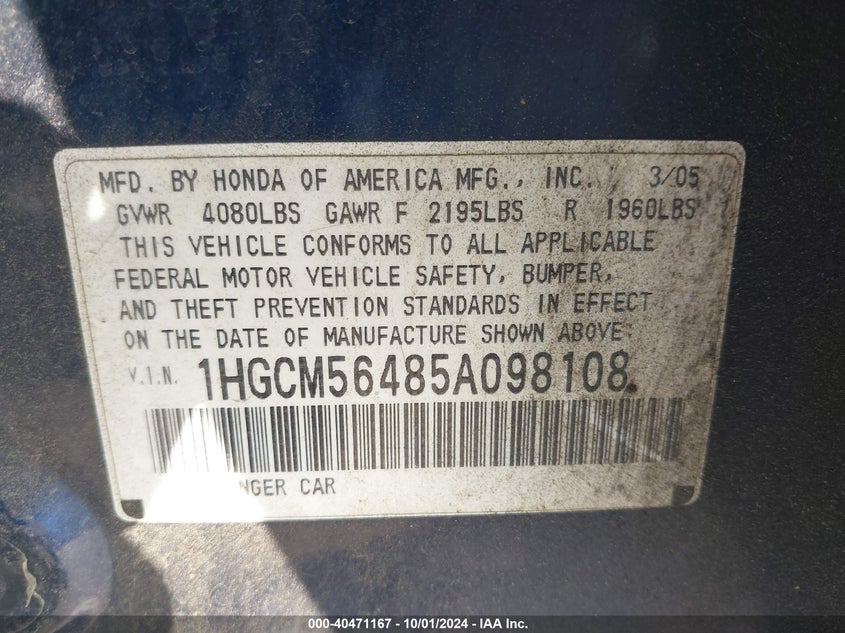 MFD. BY HONDA OF AMERICA MFG., INC. 3/05
GVWR 4080LBS GAWR F 2195LBS R 1960LBS
THIS VEHICLE CONFORMS TO ALL APPLICABLE
FEDERAL MOTOR VEHICLE SAFETY, BUMPER,
AND THEFT PREVENTION STANDARDS IN EFFECT
ON THE DATE OF MANUFACTURE SHOWN ABOVE.
V.I.N. 1HGCM56485A098108
NGER CAR
000-40471167 - 10/01/2024 - IAA Inc.